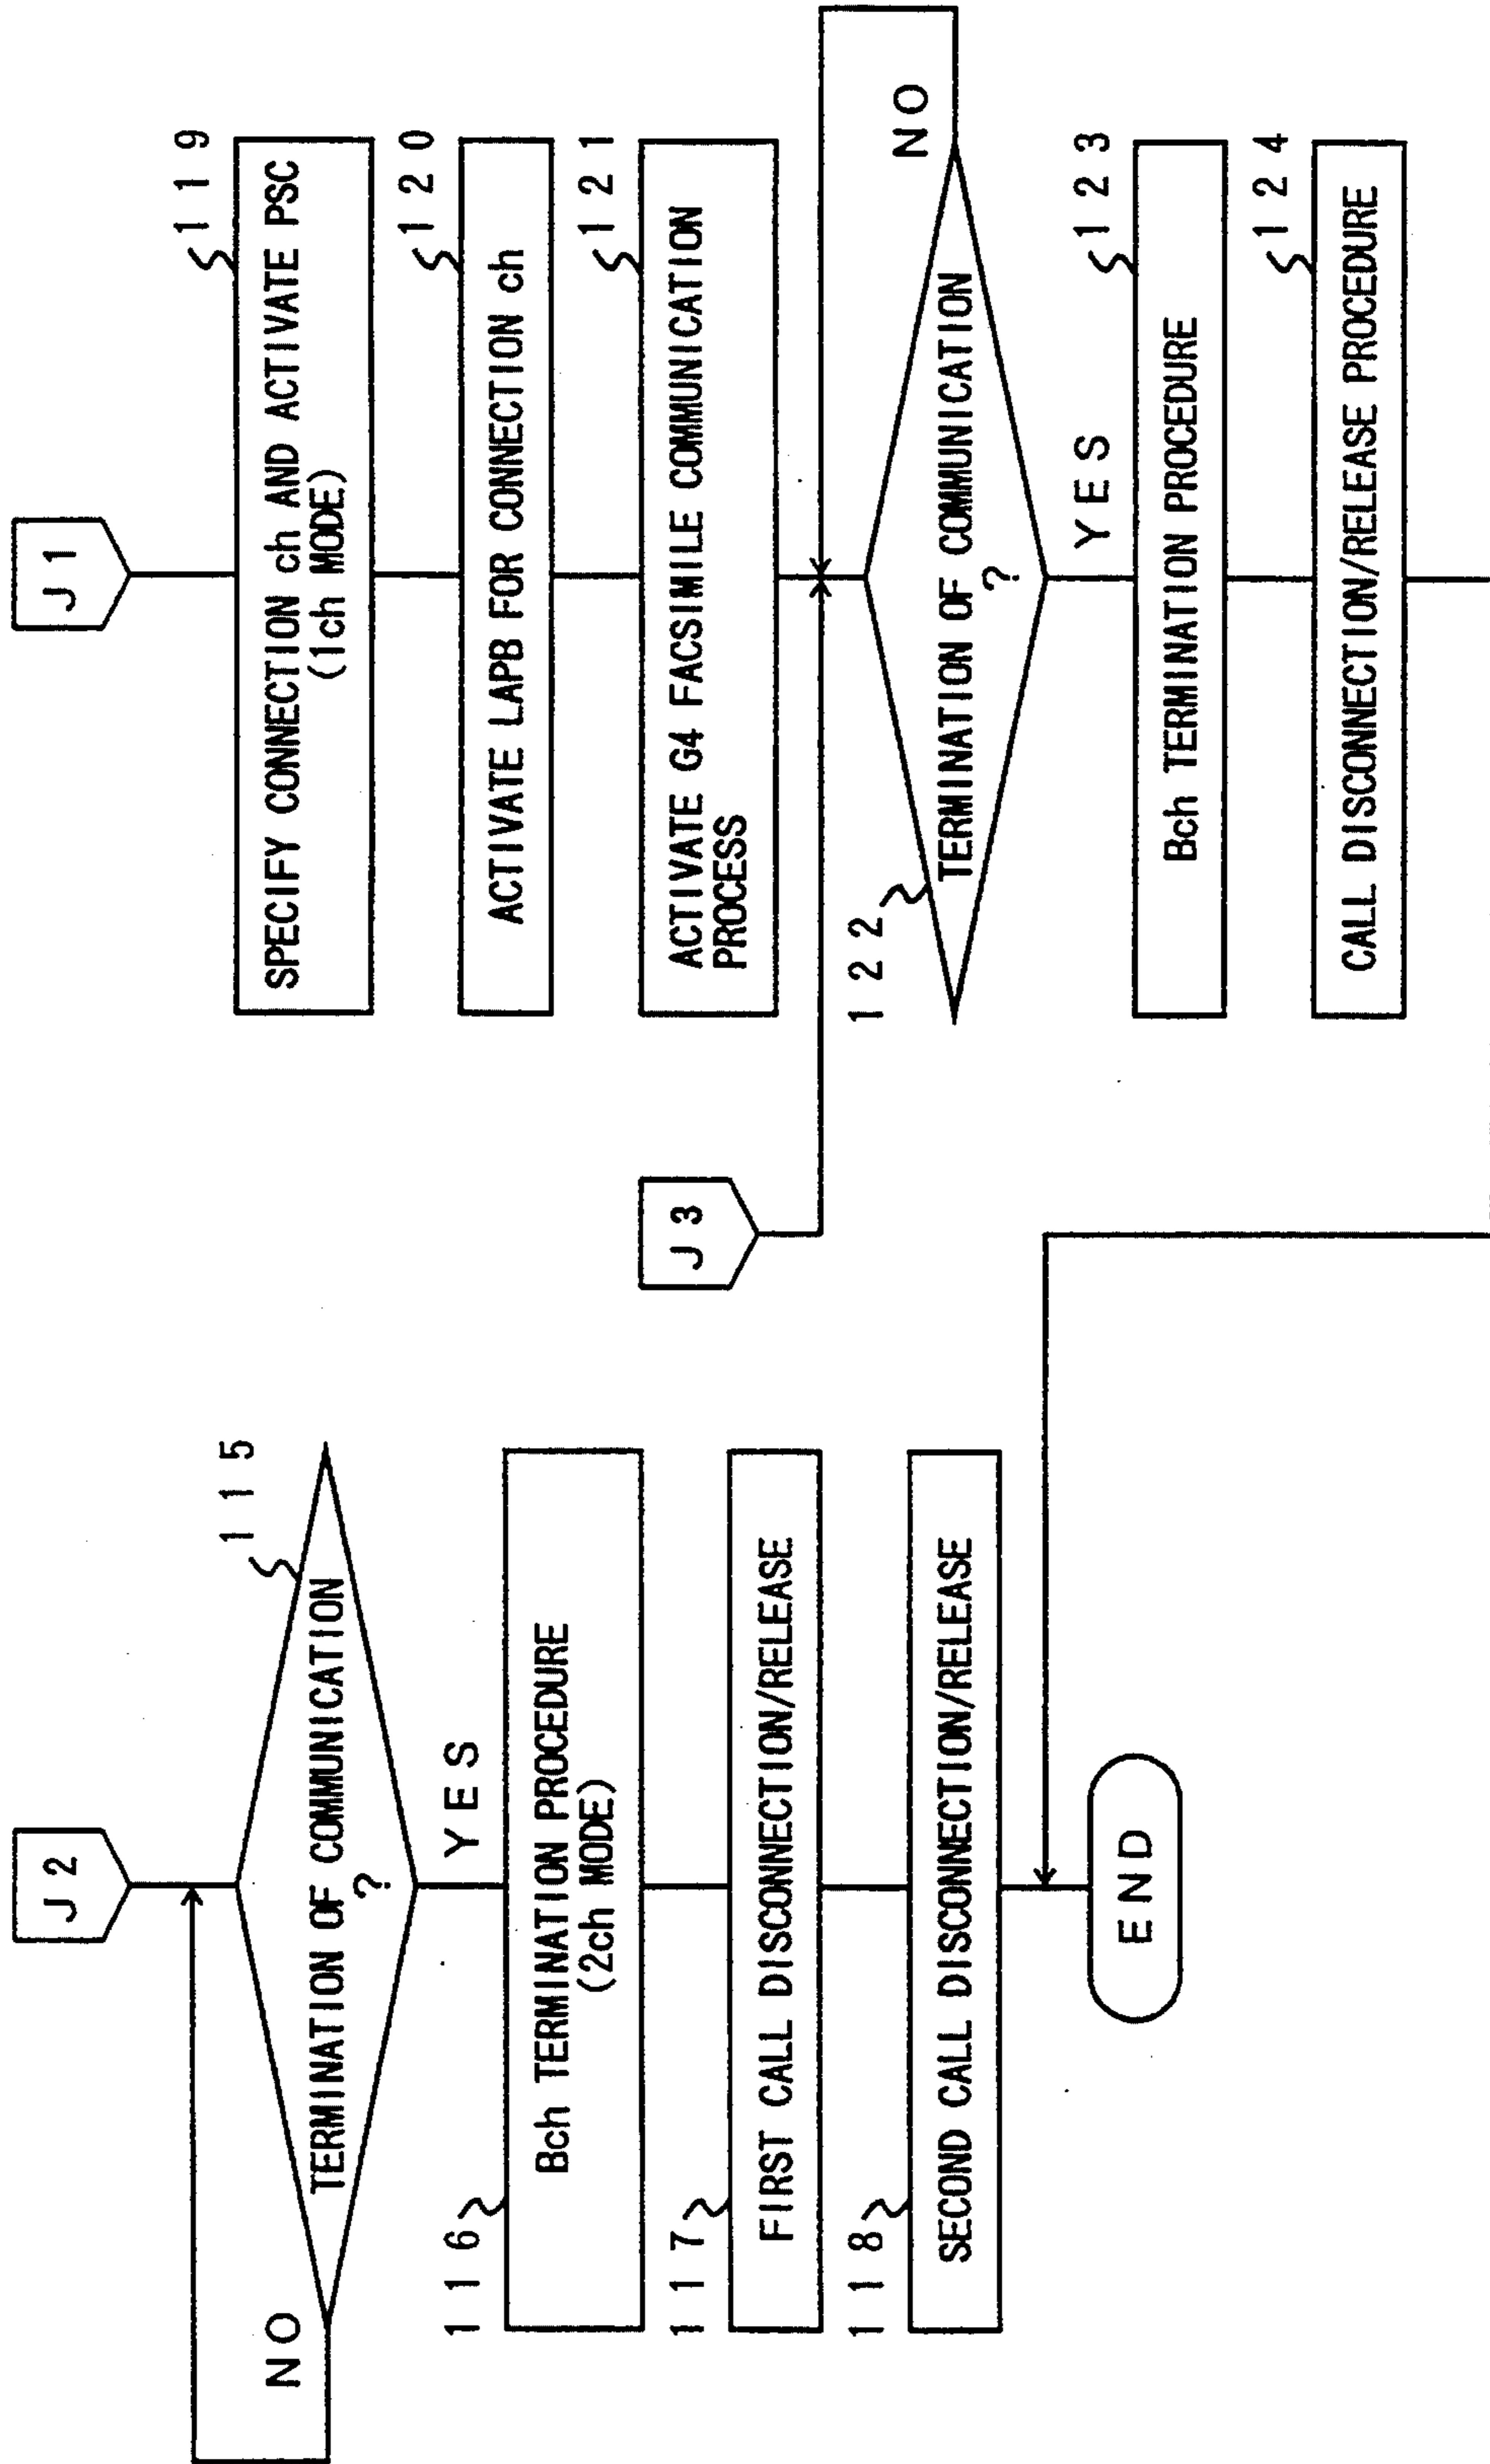 J 2
115
TERMINATION OF COMMUNICATION
?
NO
YES
116
Bch TERMINATION PROCEDURE
(2ch MODE)
117
FIRST CALL DISCONNECTION/RELEASE
118
SECOND CALL DISCONNECTION/RELEASE
END
J 1
119
SPECIFY CONNECTION ch AND ACTIVATE PSC
(1ch MODE)
120
ACTIVATE LAPB FOR CONNECTION ch
121
ACTIVATE G4 FACSIMILE COMMUNICATION
PROCESS
J 3
122
TERMINATION OF COMMUNICATION
?
NO
YES
123
Bch TERMINATION PROCEDURE
124
CALL DISCONNECTION/RELEASE PROCEDURE